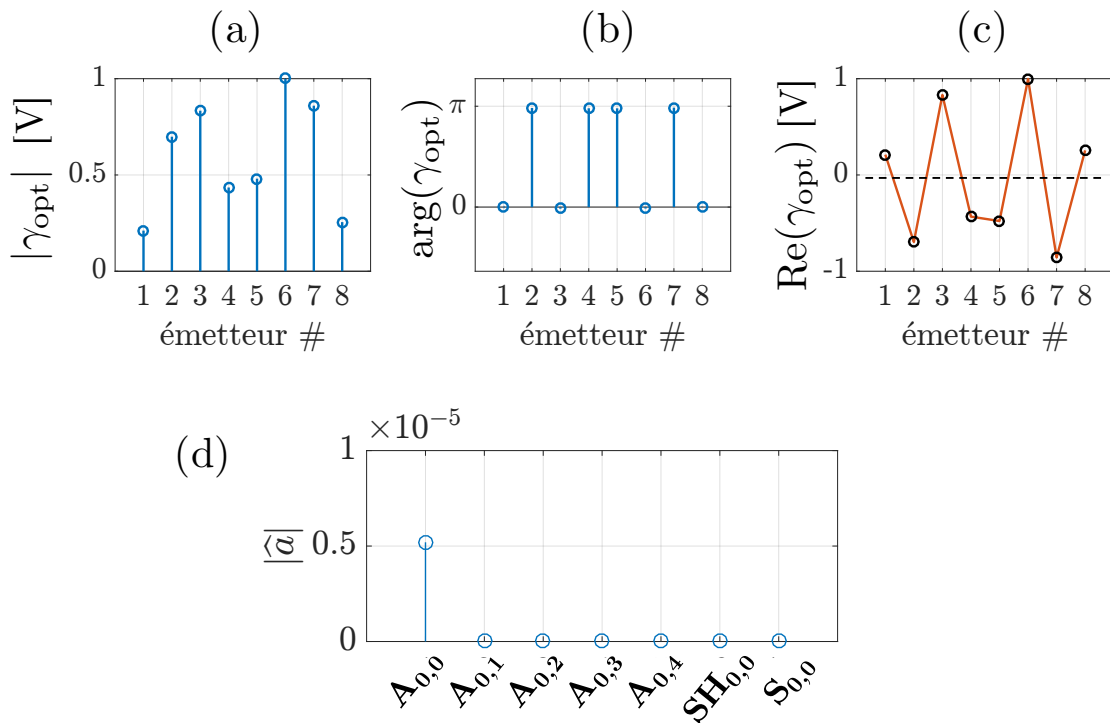 (a)
|γopt| [V]
1
0.5
0
1 2 3 4 5 6 7 8
émetteur #
(b)
arg(γopt)
π
0
1 2 3 4 5 6 7 8
émetteur #
(c)
Re(γopt) [V]
1
0
-1
1 2 3 4 5 6 7 8
émetteur #
(d)
|â|
×10⁻⁵
1
0.5
0
A0,0 A0,1 A0,2 A0,3 A0,4 SH0,0 S0,0